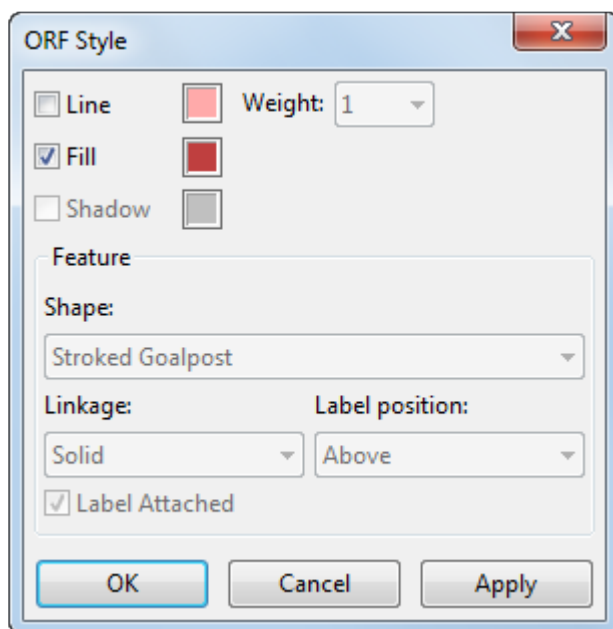 ORF Style
Line Weight: 1
Fill
Shadow
Feature
Shape:
Stroked Goalpost
Linkage: Label position:
Solid Above
Label Attached
OK Cancel Apply